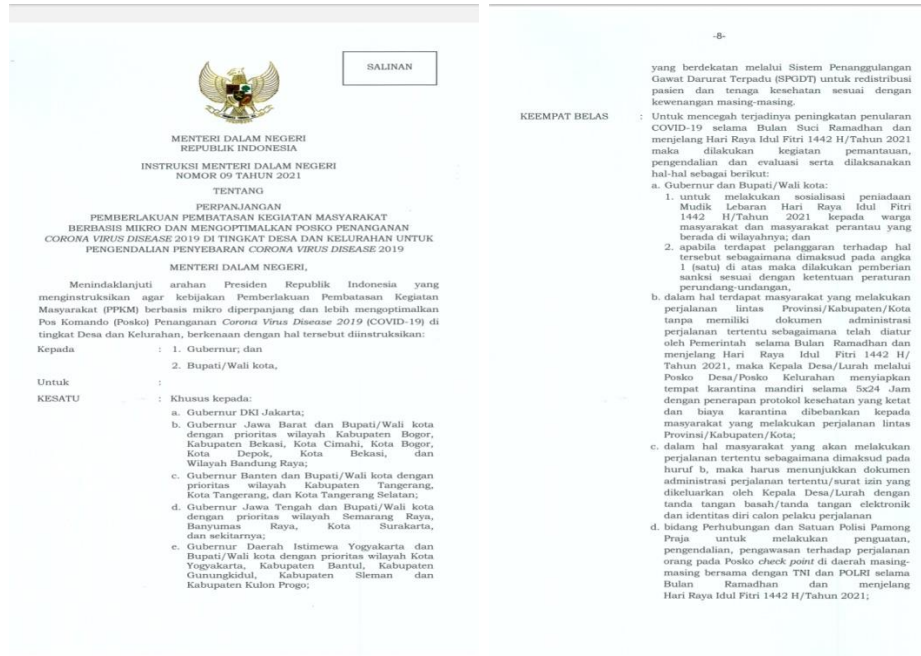 SALINAN
MENTERI DALAM NEGERI
REPUBLIK INDONESIA
INSTRUKSI MENTERI DALAM NEGERI
NOMOR 09 TAHUN 2021
TENTANG
PERPANJANGAN
PEMBERLAKUAN PEMBATASAN KEGIATAN MASYARAKAT
BERBASIS MIKRO DAN MENGOPTIMALKAN POSKO PENANGANAN
CORONA VIRUS DISEASE 2019 DI TINGKAT DESA DAN KELURAHAN UNTUK
PENGENDALIAN PENYEBARAN CORONA VIRUS DISEASE 2019
MENTERI DALAM NEGERI,
Menindaklanjuti arahan Presiden Republik Indonesia yang
menginstruksikan agar kebijakan Pemberlakuan Pembatasan Kegiatan
Masyarakat (PPKM) berbasis mikro diperpanjang dan lebih mengoptimalkan
Pos Komando (Posko) Penanganan Corona Virus Disease 2019 (COVID-19) di
tingkat Desa dan Kelurahan, berkenaan dengan hal tersebut diinstruksikan:
Kepada : 1. Gubernur; dan
2. Bupati/Wali kota,
Untuk :
KESATU : Khusus kepada:
a. Gubernur DKI Jakarta;
b. Gubernur Jawa Barat dan Bupati/Wali kota
dengan prioritas wilayah Kabupaten Bogor,
Kabupaten Bekasi, Kota Cimahi, Kota Bogor,
Kota Depok, Kota Bekasi, dan
Wilayah Bandung Raya;
c. Gubernur Banten dan Bupati/Wali kota dengan
prioritas wilayah Kabupaten Tangerang,
Kota Tangerang, dan Kota Tangerang Selatan;
d. Gubernur Jawa Tengah dan Bupati/Wali kota
dengan prioritas wilayah Semarang Raya,
Banyumas Raya, Kota Surakarta,
dan sekitarnya;
e. Gubernur Daerah Istimewa Yogyakarta dan
Bupati/Wali kota dengan prioritas wilayah Kota
Yogyakarta, Kabupaten Bantul, Kabupaten
Gunungkidul, Kabupaten Sleman dan
Kabupaten Kulon Progo;
-8-
yang berdekatan melalui Sistem Penanggulangan
Gawat Darurat Terpadu (SPGDT) untuk redistribusi
pasien dan tenaga kesehatan sesuai dengan
kewenangan masing-masing.
KEEMPAT BELAS : Untuk mencegah terjadinya peningkatan penularan
COVID-19 selama Bulan Suci Ramadhan dan
menjelang Hari Raya Idul Fitri 1442 H/Tahun 2021
maka dilakukan kegiatan pemantauan,
pengendalian dan evaluasi serta dilaksanakan
hal-hal sebagai berikut:
a. Gubernur dan Bupati/Wali kota:
1. untuk melakukan sosialisasi peniadaan
Mudik Lebaran Hari Raya Idul Fitri
1442 H/Tahun 2021 kepada warga
masyarakat dan masyarakat perantau yang
berada di wilayahnya; dan
2. apabila terdapat pelanggaran terhadap hal
tersebut sebagaimana dimaksud pada angka
1 (satu) di atas maka dilakukan pemberian
sanksi sesuai dengan ketentuan peraturan
perundang-undangan,
b. dalam hal terdapat masyarakat yang melakukan
perjalanan lintas Provinsi/Kabupaten/Kota
tanpa memiliki dokumen administrasi
perjalanan tertentu sebagaimana telah diatur
oleh Pemerintah selama Bulan Ramadhan dan
menjelang Hari Raya Idul Fitri 1442 H/
Tahun 2021, maka Kepala Desa/Lurah melalui
Posko Desa/Posko Kelurahan menyiapkan
tempat karantina mandiri selama 5x24 Jam
dengan penerapan protokol kesehatan yang ketat
dan biaya karantina dibebankan kepada
masyarakat yang melakukan perjalanan lintas
Provinsi/Kabupaten/Kota;
c. dalam hal masyarakat yang akan melakukan
perjalanan tertentu sebagaimana dimaksud pada
huruf b, maka harus menunjukkan dokumen
administrasi perjalanan tertentu/surat izin yang
dikeluarkan oleh Kepala Desa/Lurah dengan
tanda tangan basah/tanda tangan elektronik
dan identitas diri calon pelaku perjalanan
d. bidang Perhubungan dan Satuan Polisi Pamong
Praja untuk melakukan penguatan,
pengendalian, pengawasan terhadap perjalanan
orang pada Posko check point di daerah masing-
masing bersama dengan TNI dan POLRI selama
Bulan Ramadhan dan menjelang
Hari Raya Idul Fitri 1442 H/Tahun 2021;